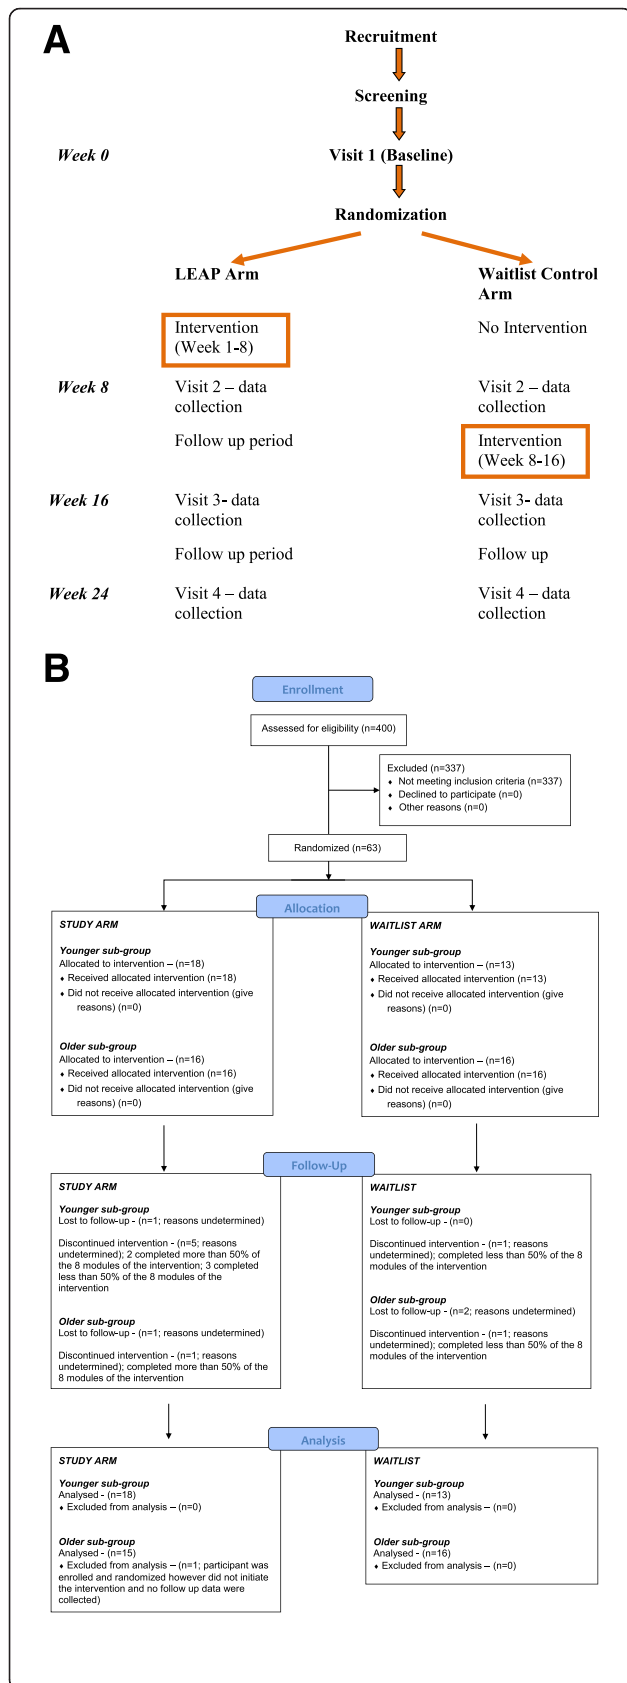 A
Recruitment
Screening
Week 0
Visit 1 (Baseline)
Randomization
LEAP Arm
Waitlist Control
Arm
Intervention
(Week 1-8)
No Intervention
Week 8
Visit 2 – data
collection
Visit 2 – data
collection
Follow up period
Intervention
(Week 8-16)
Week 16
Visit 3- data
collection
Visit 3- data
collection
Follow up period
Follow up
Week 24
Visit 4 – data
collection
Visit 4 – data
collection
B
Enrollment
Assessed for eligibility (n=400)
Excluded (n=337)
♦ Not meeting inclusion criteria (n=337)
♦ Declined to participate (n=0)
♦ Other reasons (n=0)
Randomized (n=63)
Allocation
STUDY ARM
Younger sub-group
Allocated to intervention – (n=18)
♦ Received allocated intervention (n=18)
♦ Did not receive allocated intervention (give
reasons) (n=0)
Older sub-group
Allocated to intervention – (n=16)
♦ Received allocated intervention (n=16)
♦ Did not receive allocated intervention (give
reasons) (n=0)
WAITLIST ARM
Younger sub-group
Allocated to intervention – (n=13)
♦ Received allocated intervention (n=13)
♦ Did not receive allocated intervention (give
reasons) (n=0)
Older sub-group
Allocated to intervention – (n=16)
♦ Received allocated intervention (n=16)
♦ Did not receive allocated intervention (give
reasons) (n=0)
Follow-Up
STUDY ARM
Younger sub-group
Lost to follow-up - (n=1; reasons undetermined)
Discontinued intervention - (n=5; reasons
undetermined); 2 completed more than 50% of
the 8 modules of the intervention; 3 completed
less than 50% of the 8 modules of the
intervention
Older sub-group
Lost to follow-up - (n=1; reasons undetermined)
Discontinued intervention - (n=1; reasons
undetermined); completed more than 50% of the
8 modules of the intervention
WAITLIST
Younger sub-group
Lost to follow-up - (n=0)
Discontinued intervention - (n=1; reasons
undetermined); completed less than 50% of the 8
modules of the intervention
Older sub-group
Lost to follow-up - (n=2; reasons undetermined)
Discontinued intervention - (n=1; reasons
undetermined); completed less than 50% of the 8
modules of the intervention
Analysis
STUDY ARM
Younger sub-group
Analysed - (n=18)
♦ Excluded from analysis – (n=0)
Older sub-group
Analysed - (n=15)
♦ Excluded from analysis – (n=1; participant was
enrolled and randomized however did not initiate
the intervention and no follow up data were
collected)
WAITLIST
Younger sub-group
Analysed - (n=13)
♦ Excluded from analysis – (n=0)
Older sub-group
Analysed - (n=16)
♦ Excluded from analysis – (n=0)